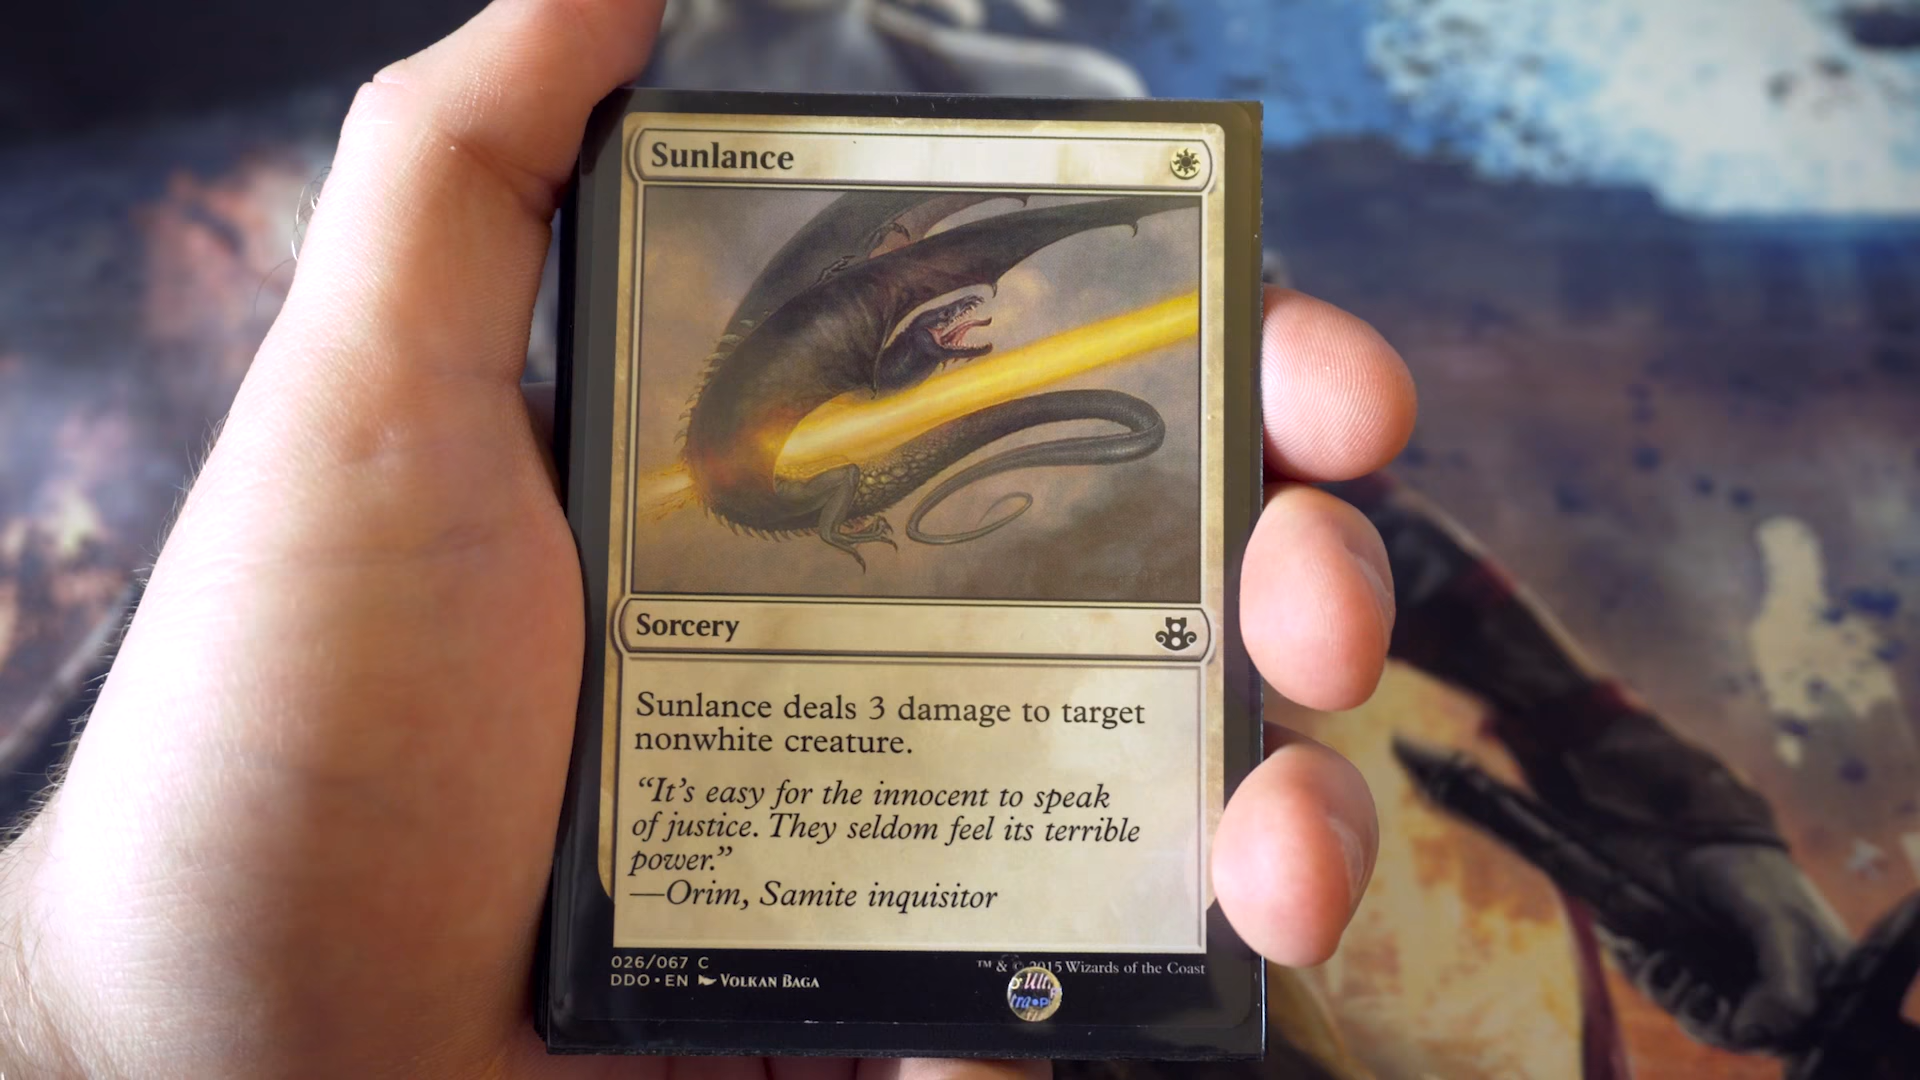 Sunlance
Sorcery
Sunlance deals 3 damage to target
nonwhite creature.
“It’s easy for the innocent to speak
of justice. They seldom feel its terrible
power.”
—Orim, Samite inquisitor
026/067 C
DDO • EN VOLKAN BAGA
™ & © 2015 Wizards of the Coast